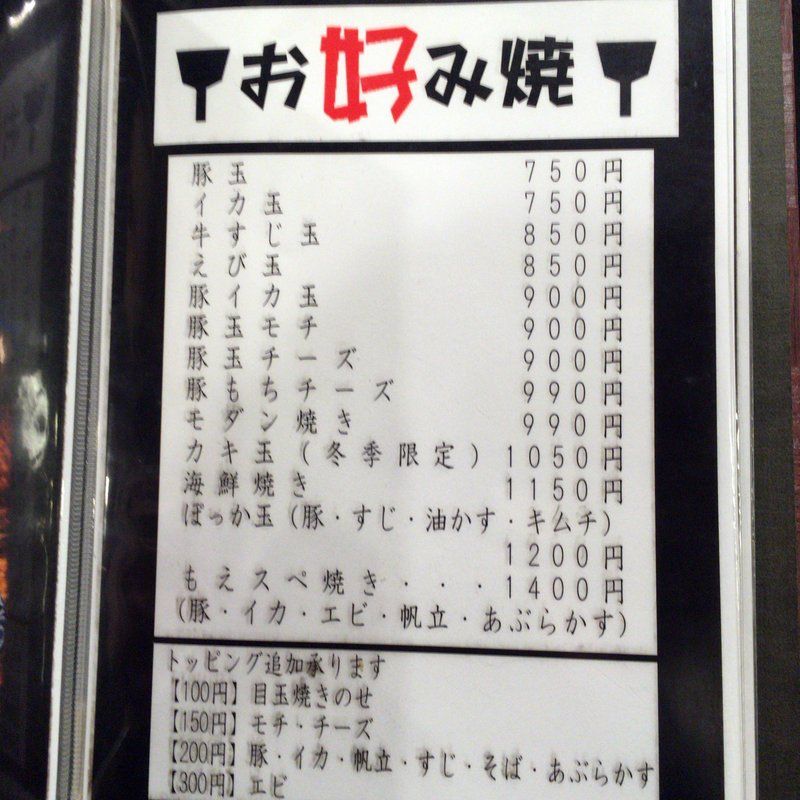 お好み焼
豚玉 750円
イカ玉 750円
牛すじ玉 850円
えび玉 850円
豚イカ玉 900円
豚玉モチ 900円
豚玉チーズ 900円
豚もちチーズ 990円
モダン焼き 990円
カキ玉(冬季限定) 1050円
海鮮焼き 1150円
ぼっか玉(豚・すじ・油かす・キムチ)
1200円
もえスペ焼き・・・1400円
(豚・イカ・エビ・帆立・あぶらかす)
トッピング追加承ります
【100円】目玉焼きのせ
【150円】モチ・チーズ
【200円】豚・イカ・帆立・すじ・そば・あぶらかす
【300円】エビ